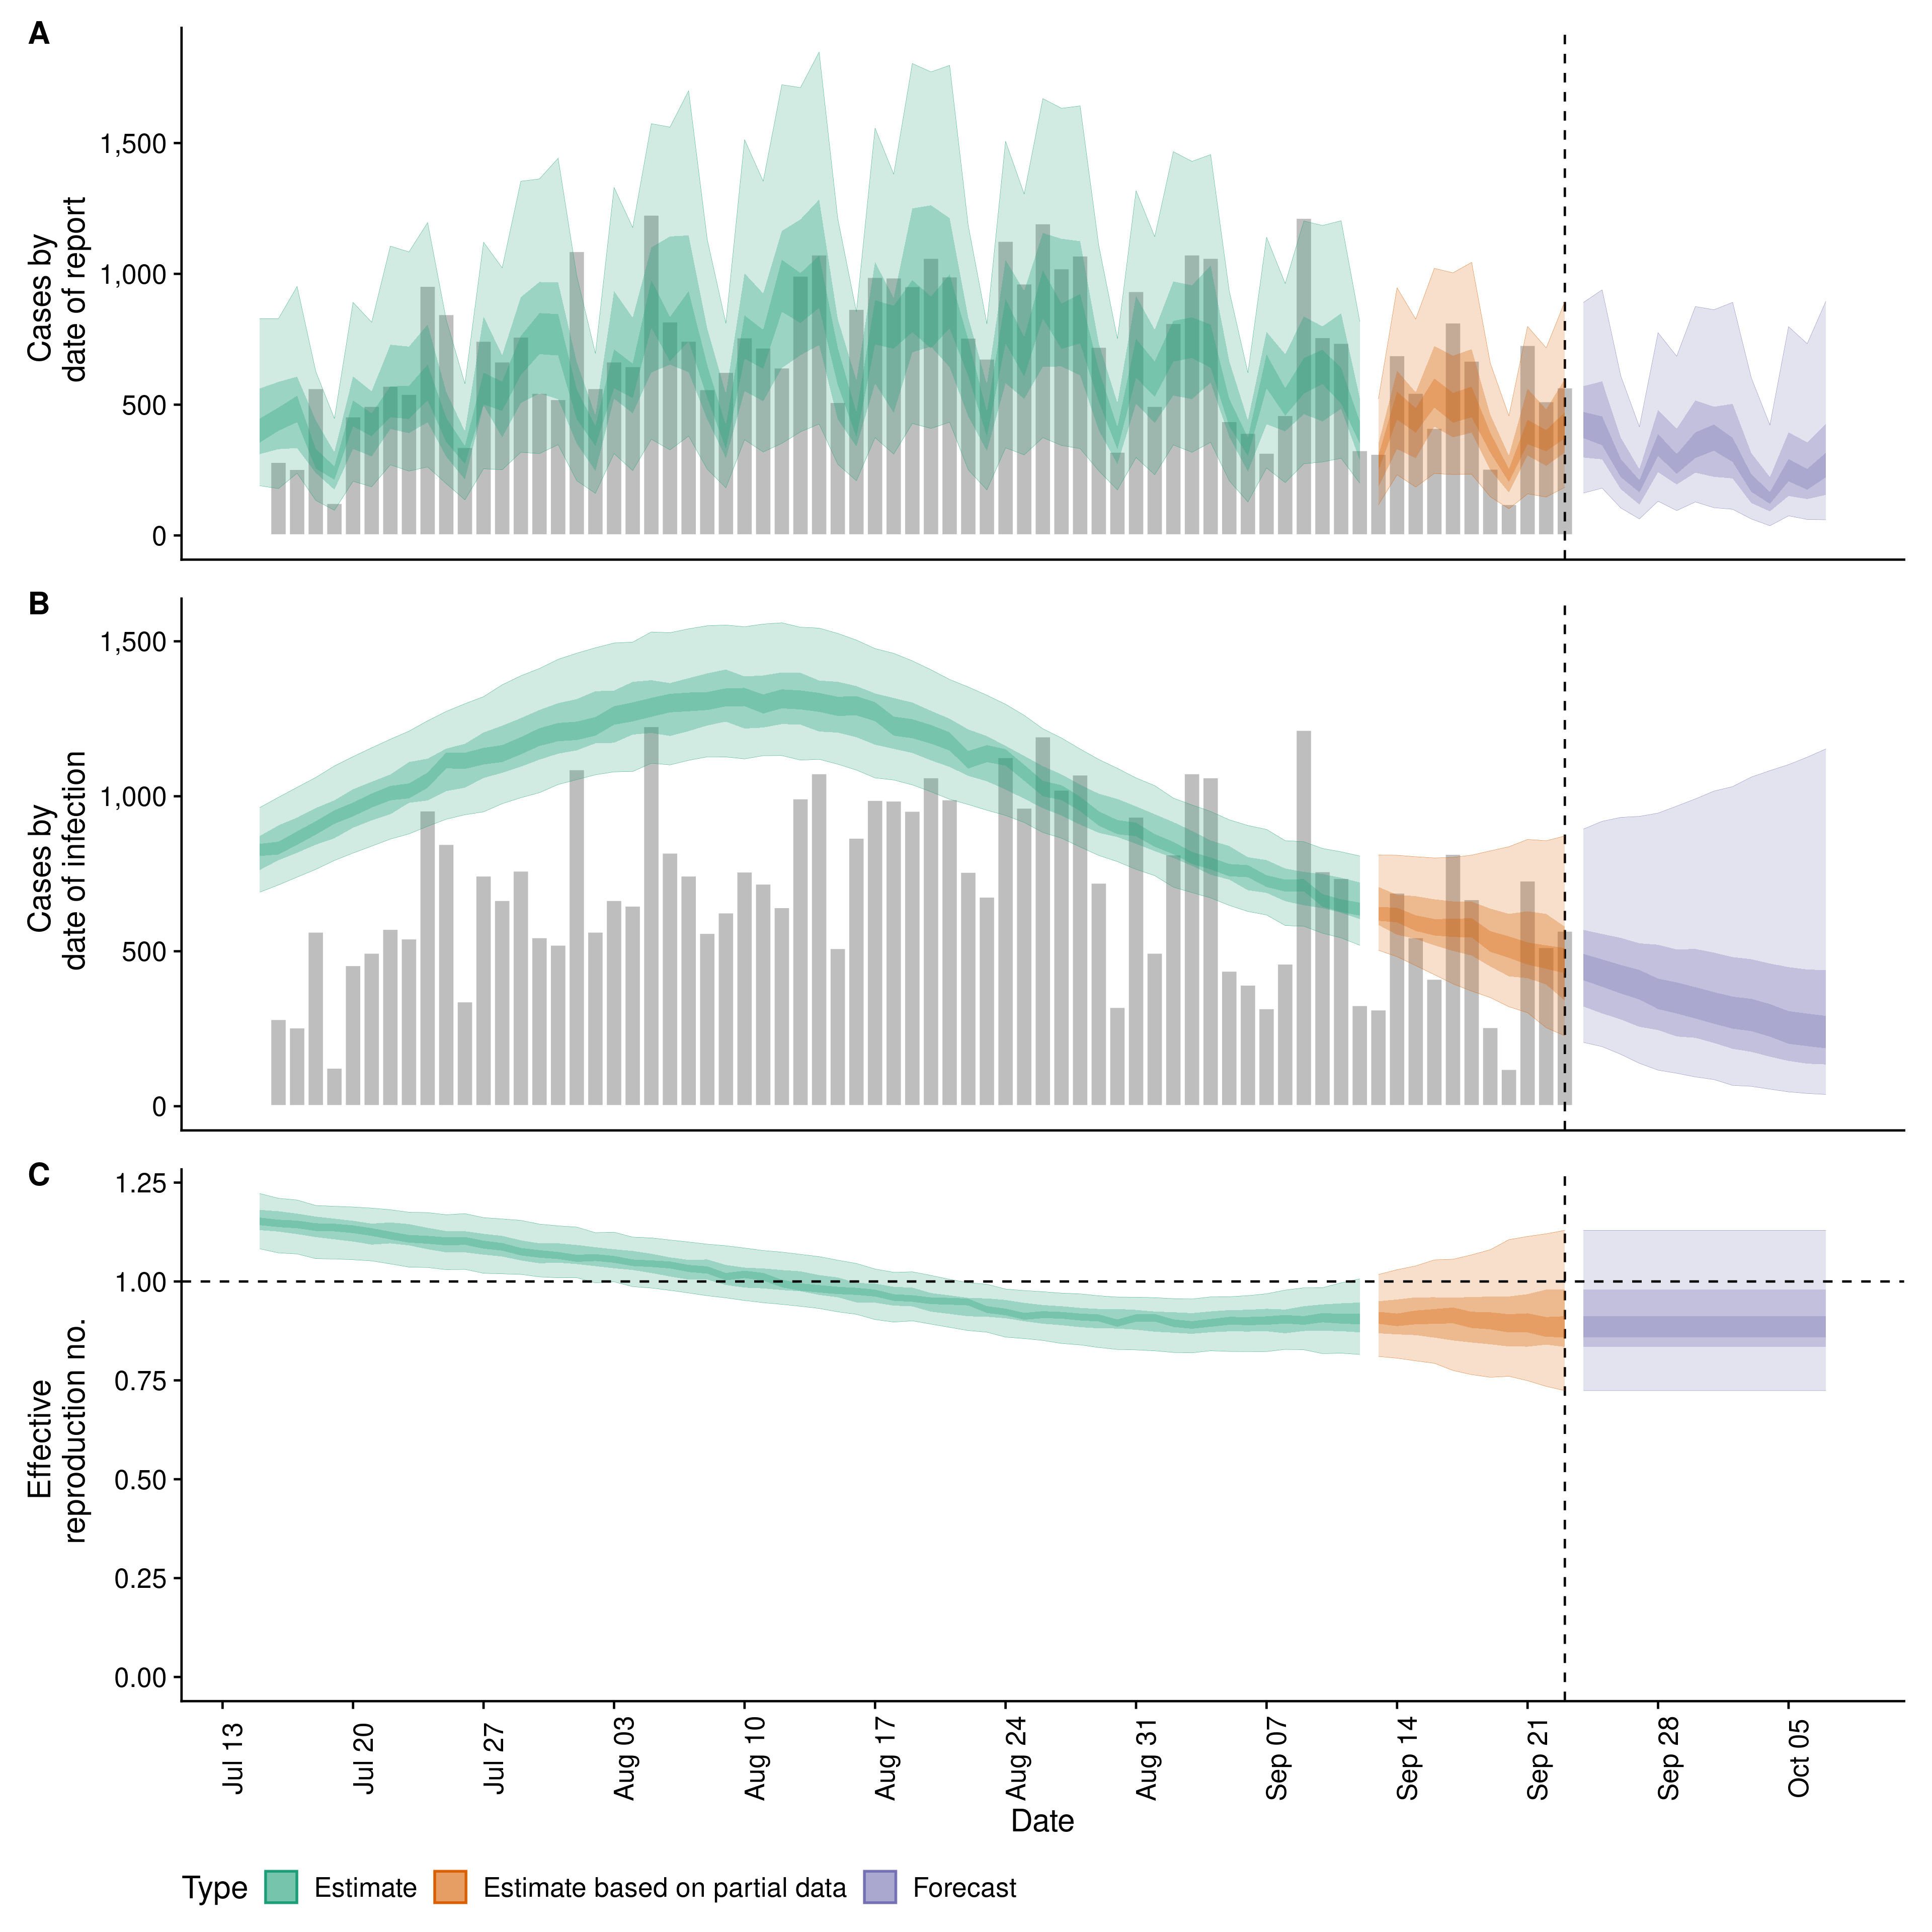 A
Cases by
date of report
1,500
1,000
500
0
B
Cases by
date of infection
1,500
1,000
500
0
C
Effective
reproduction no.
1.25
1.00
0.75
0.50
0.25
0.00
Jul 13
Jul 20
Jul 27
Aug 03
Aug 10
Aug 17
Aug 24
Aug 31
Sep 07
Sep 14
Sep 21
Sep 28
Oct 05
Date
Type Estimate Estimate based on partial data Forecast